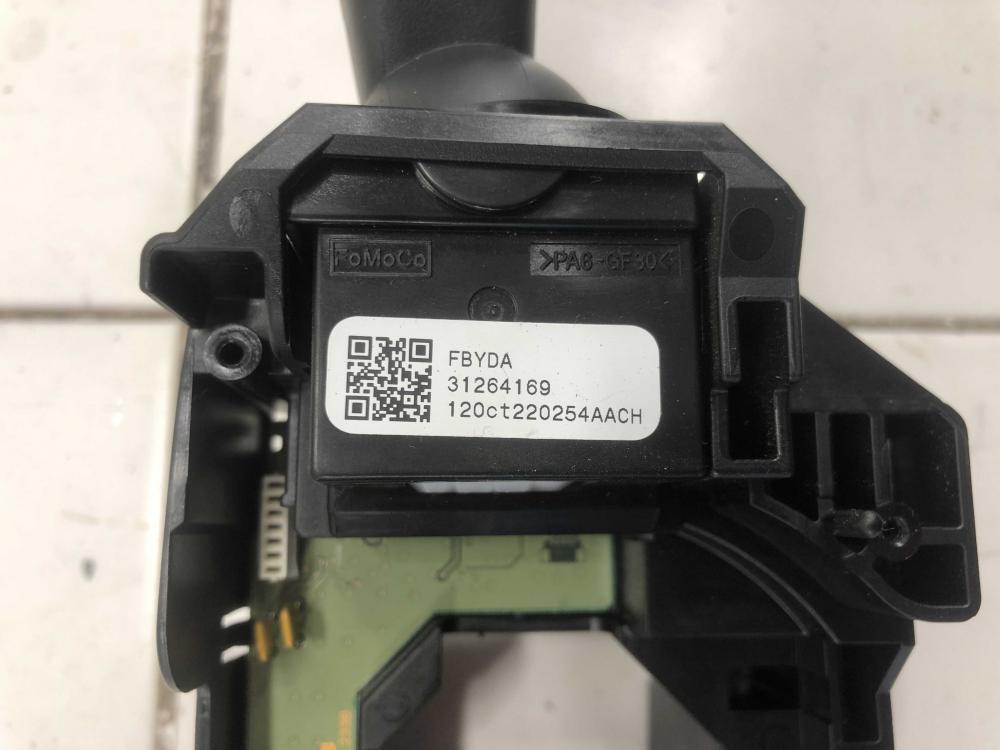 FoMoCo
>PA6-GF30<
FBYDA
31264169
120ct220254AACH